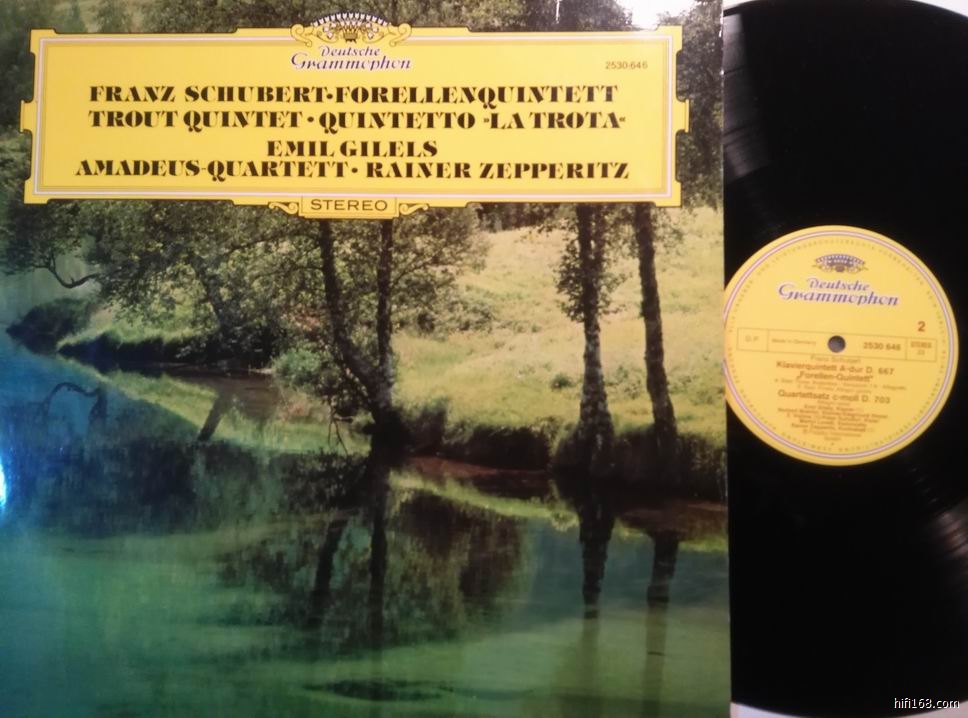 Deutsche
Grammophon
2530-646
FRANZ SCHUBERT·FORELLENQUINTETT
TROUT QUINTET · QUINTETTO »LA TROTA«
EMIL GILELS
AMADEUS-QUARTETT · RAINER ZEPPERITZ
STEREO
Deutsche
Grammophon
2
Made in Germany
2530 646
STEREO
33
Franz Schubert
Klavierquintett A-dur D. 667
„Forellen-Quintett"
Quartettsatz c-moll D. 703
hifi168.com